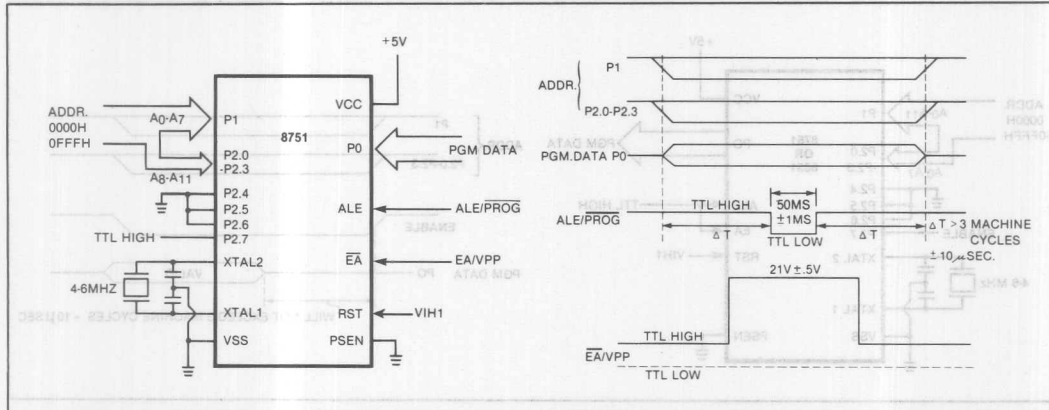 +5V
ADDR.
0000H
0FFFH
A0-A7
A8-A11
P1
P2.0
-P2.3
P2.4
P2.5
P2.6
P2.7
TTL HIGH
XTAL2
4-6MHZ
XTAL1
VSS
8751
VCC
P0
PGM DATA
ALE
ALE/PROG
EA
EA/VPP
RST
VIH1
PSEN
ADDR.
P1
P2.0-P2.3
PGM.DATA P0
TTL HIGH
50MS
±1MS
ALE/PROG
ΔT
TTL LOW
ΔT
ΔT >3 MACHINE
CYCLES
±10µSEC.
21V±.5V
TTL HIGH
EA/VPP
TTL LOW